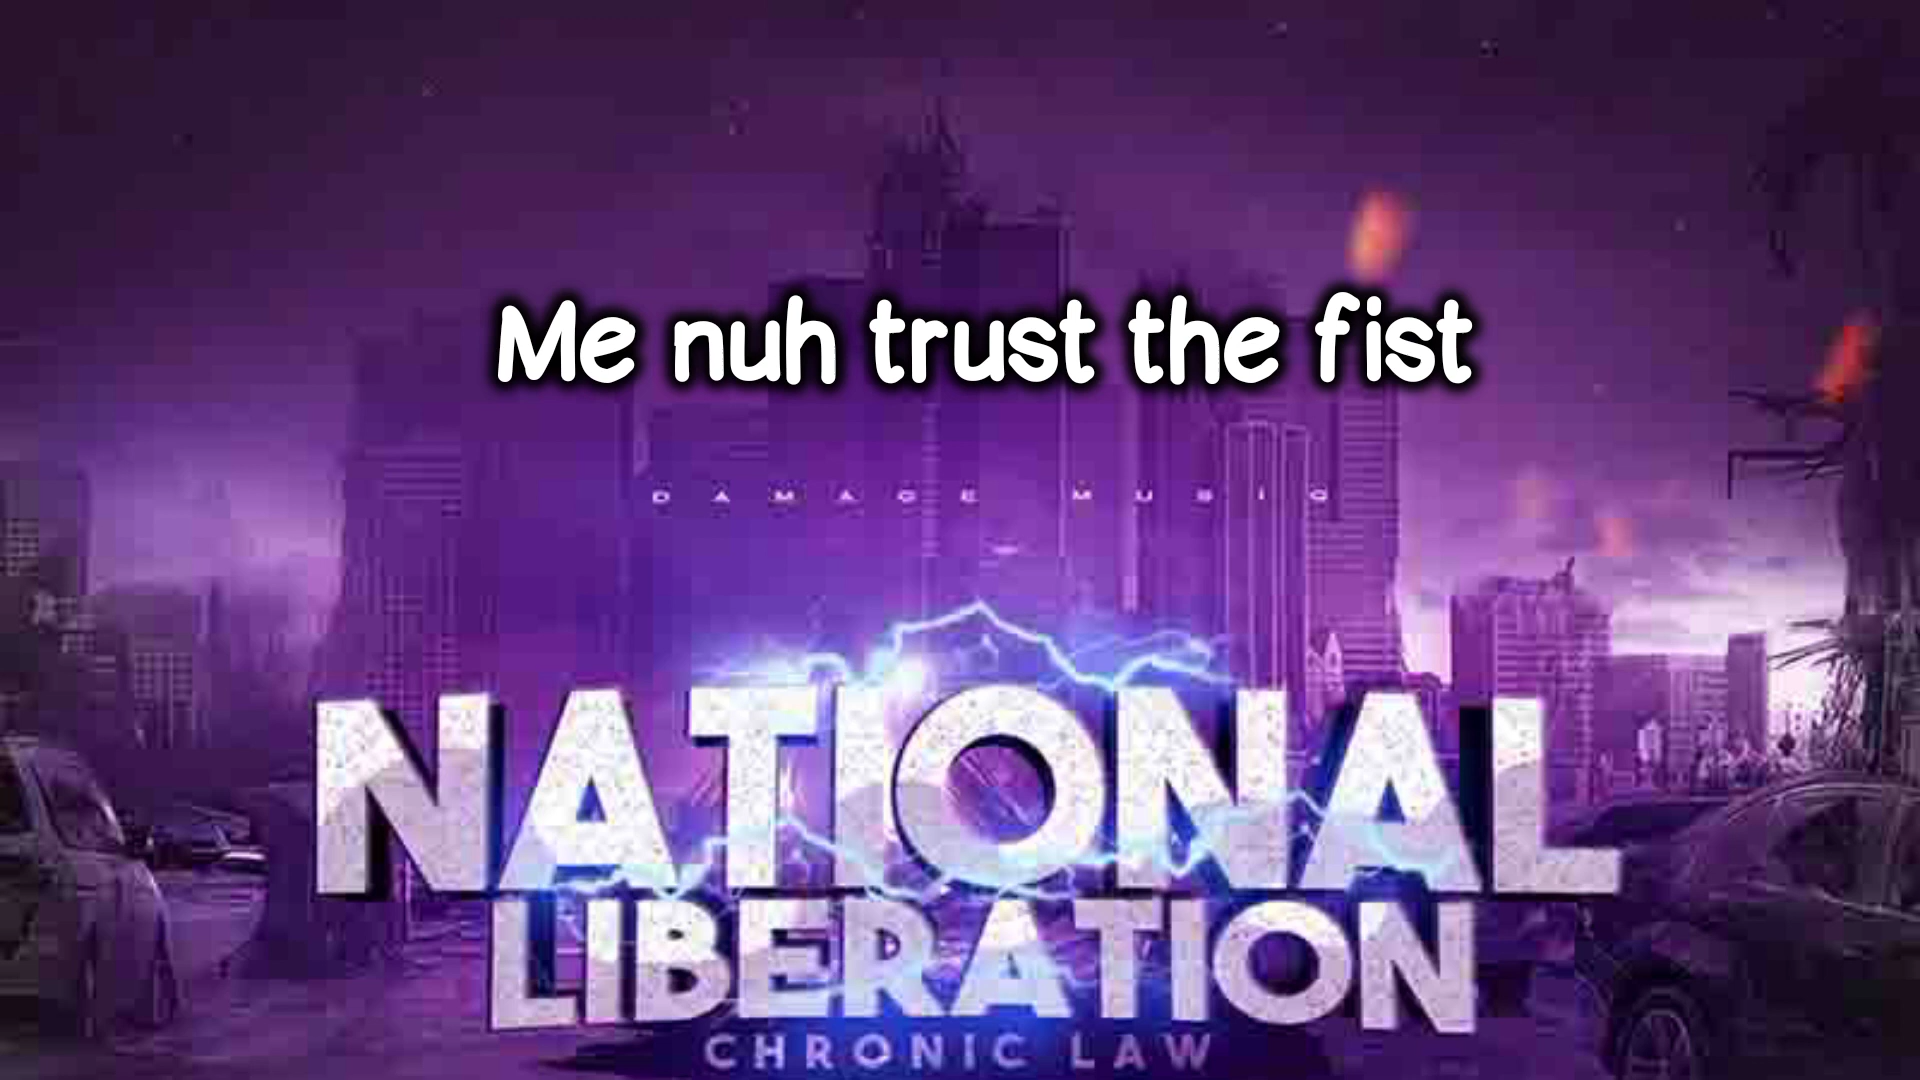 Me nuh trust the fist
DAMAGE MUSIQ
NATIONAL
LIBERATION
CHRONIC LAW